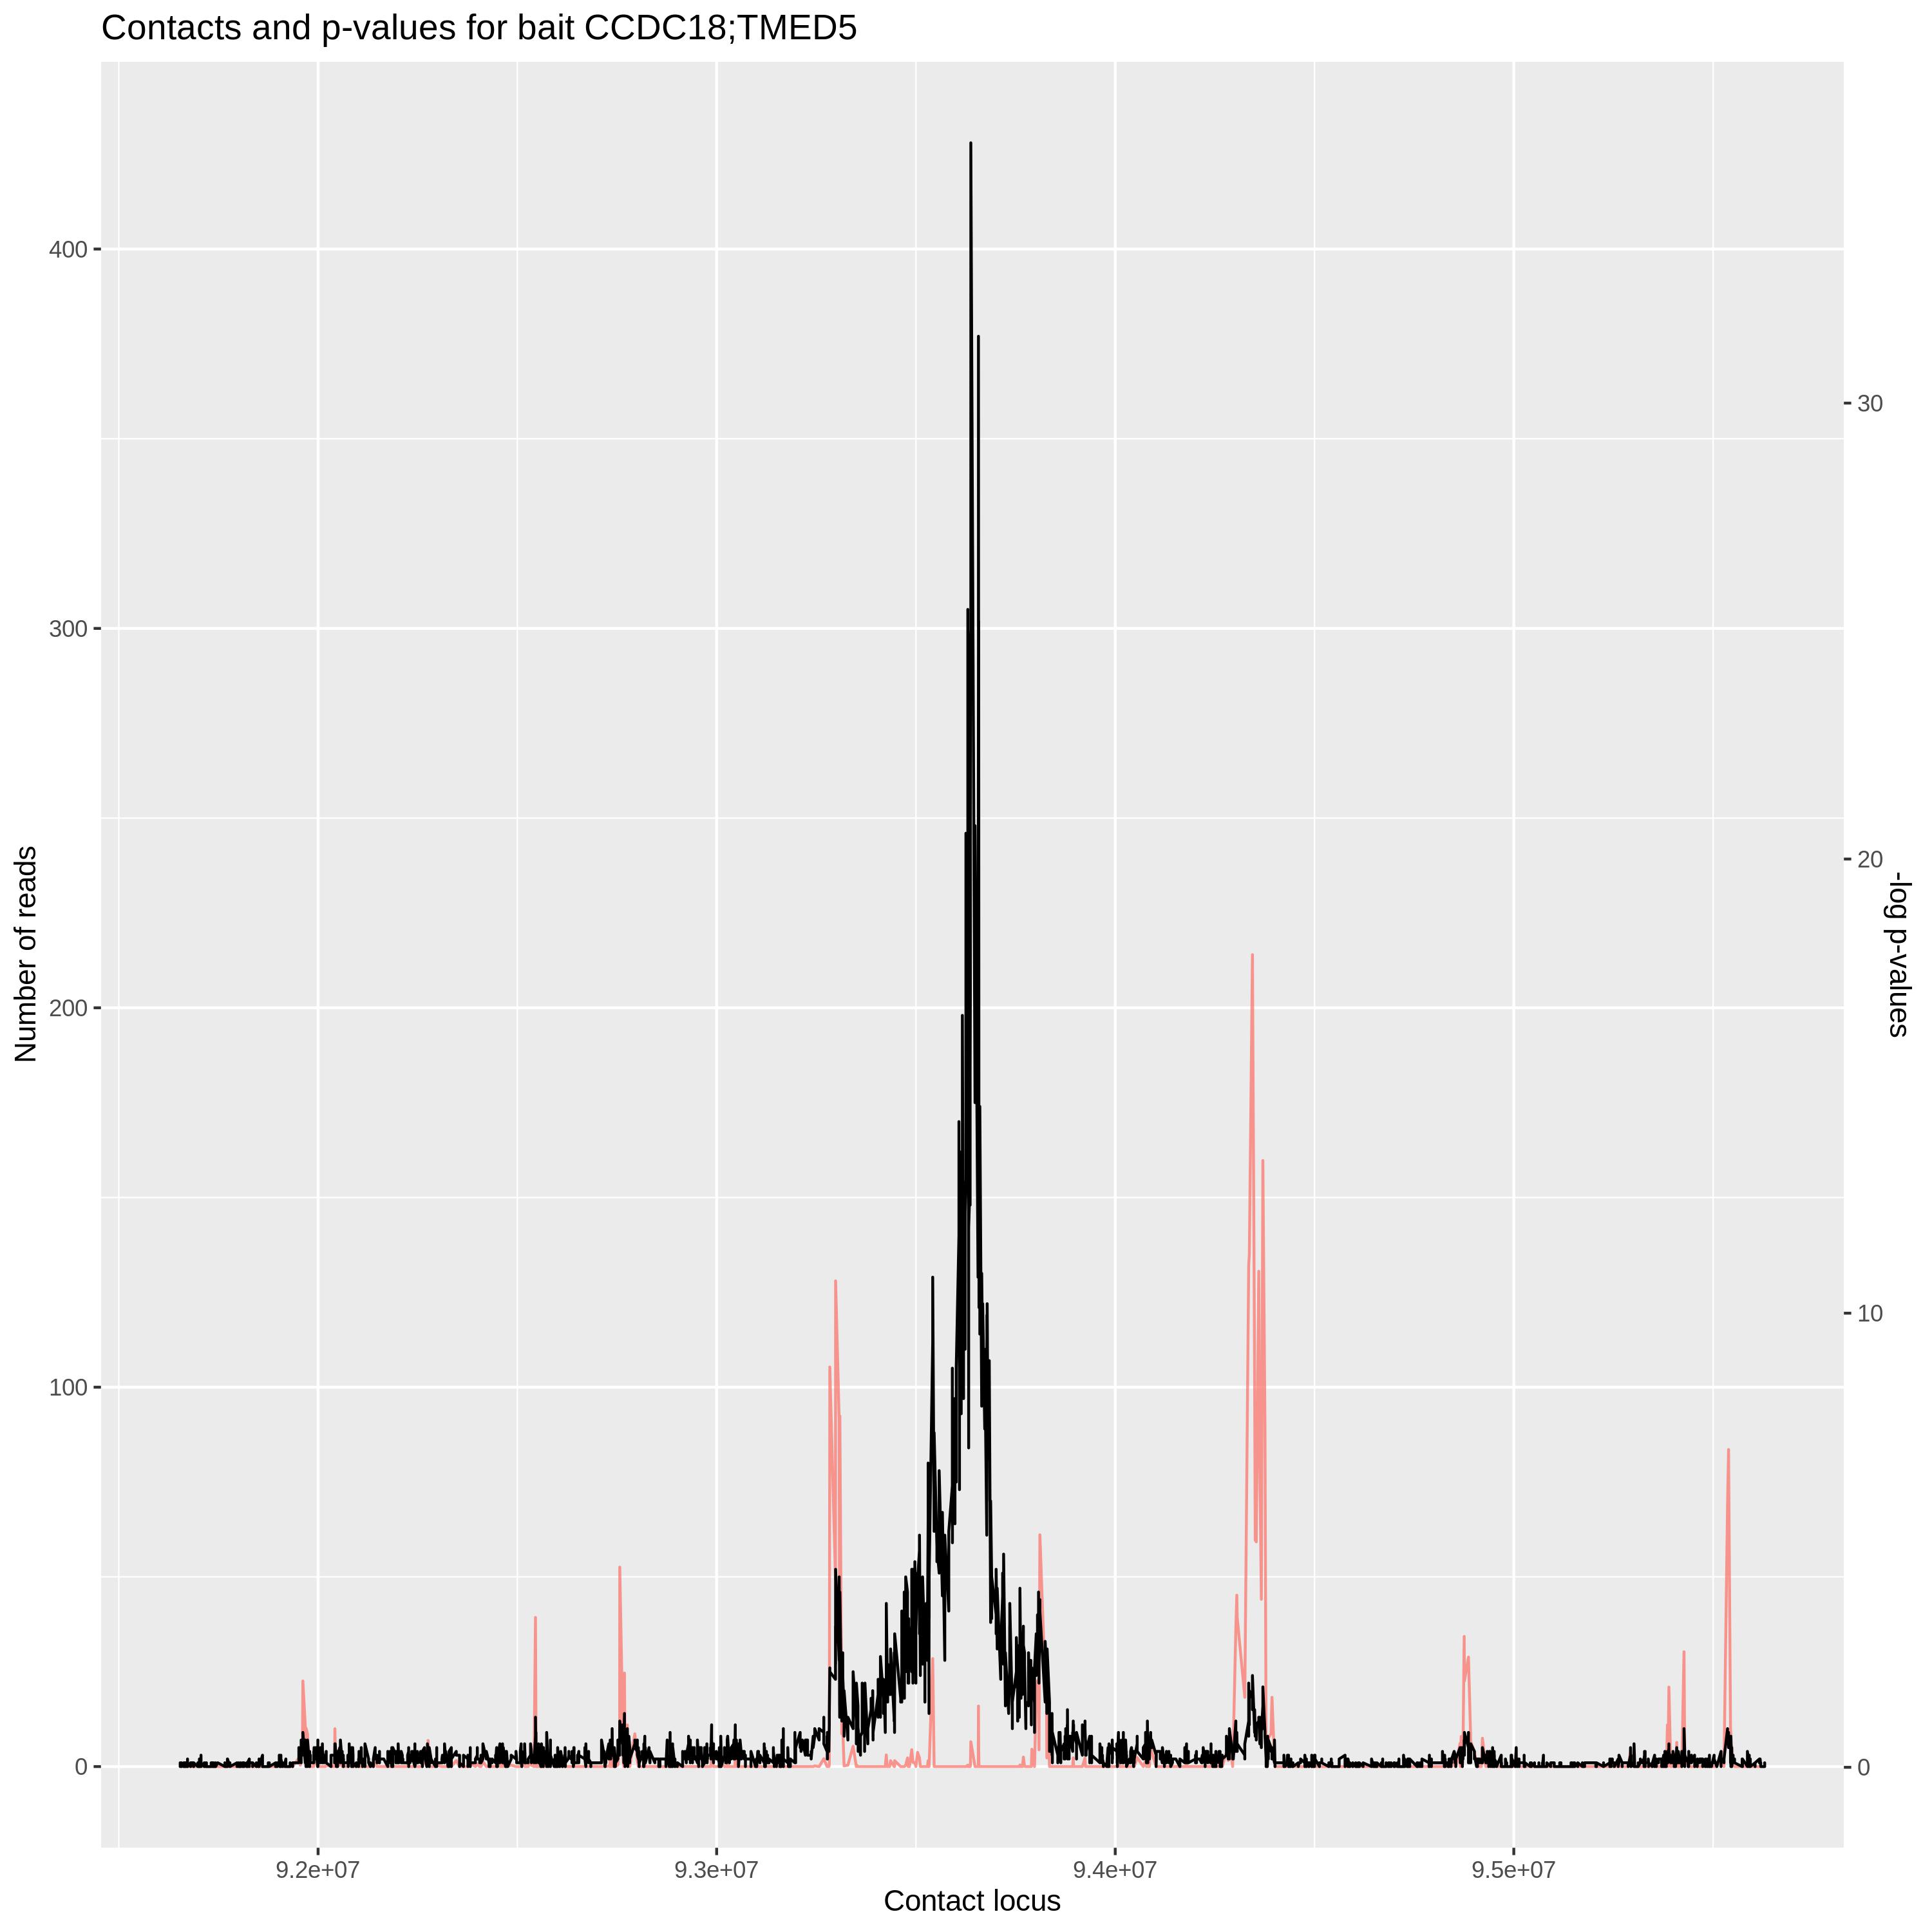 Contacts and p-values for bait CCDC18;TMED5
400
300
200
100
0
Number of reads
30
20
10
0
-log p-values
9.2e+07
9.3e+07
9.4e+07
9.5e+07
Contact locus